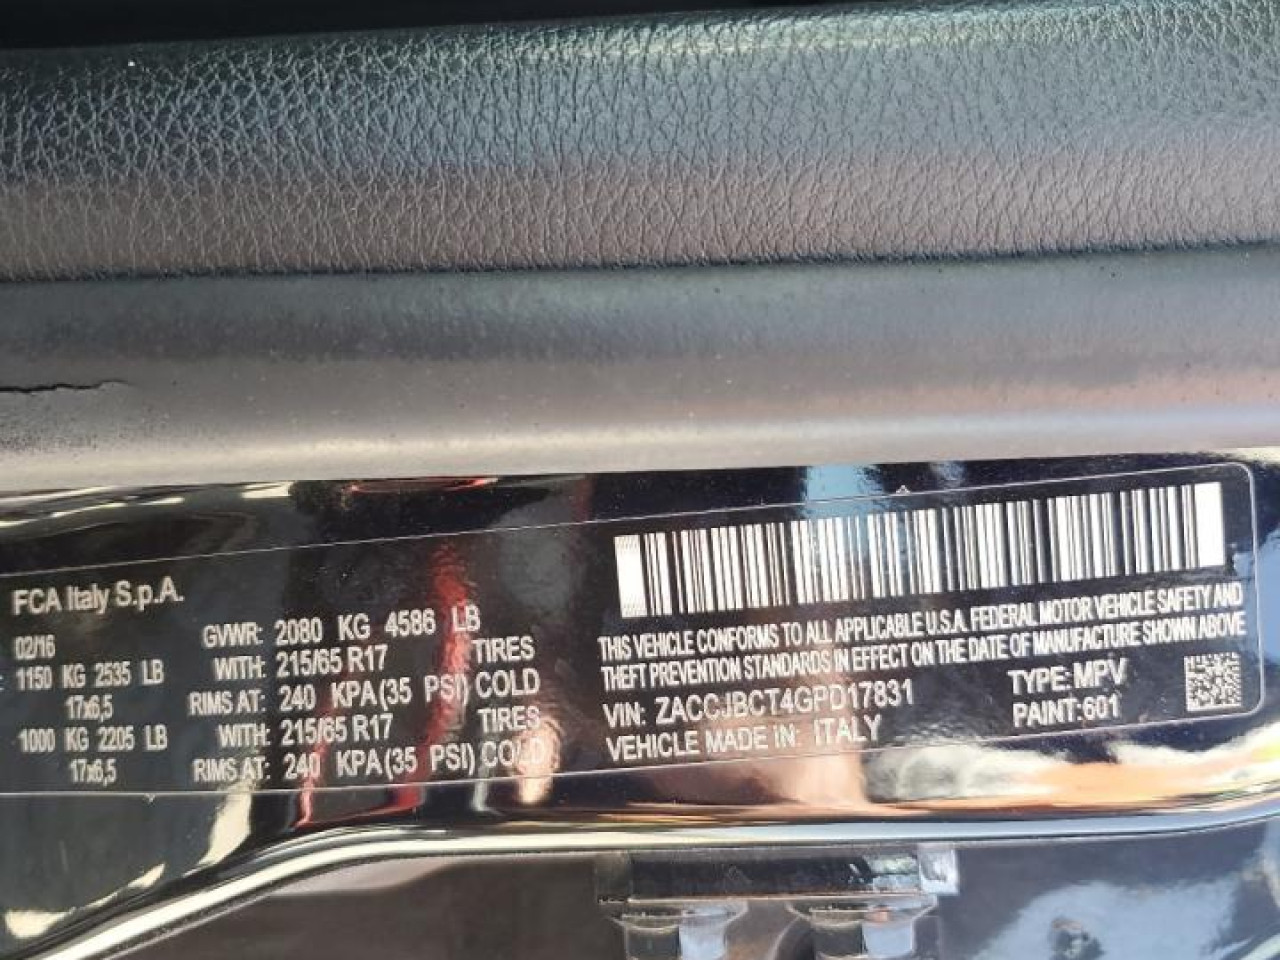 FCA Italy S.p.A.
02/16
GVWR: 2080 KG 4586 LB
1150 KG 2535 LB WITH: 215/65 R17 TIRES
17x6,5 RIMS AT: 240 KPA(35 PSI) COLD
1000 KG 2205 LB WITH: 215/65 R17 TIRES
17x6,5 RIMS AT: 240 KPA(35 PSI) COLD
THIS VEHICLE CONFORMS TO ALL APPLICABLE U.S.A. FEDERAL MOTOR VEHICLE SAFETY AND
THEFT PREVENTION STANDARDS IN EFFECT ON THE DATE OF MANUFACTURE SHOWN ABOVE
VIN: ZACCJBCT4GPD17831 TYPE: MPV
VEHICLE MADE IN: ITALY PAINT:601